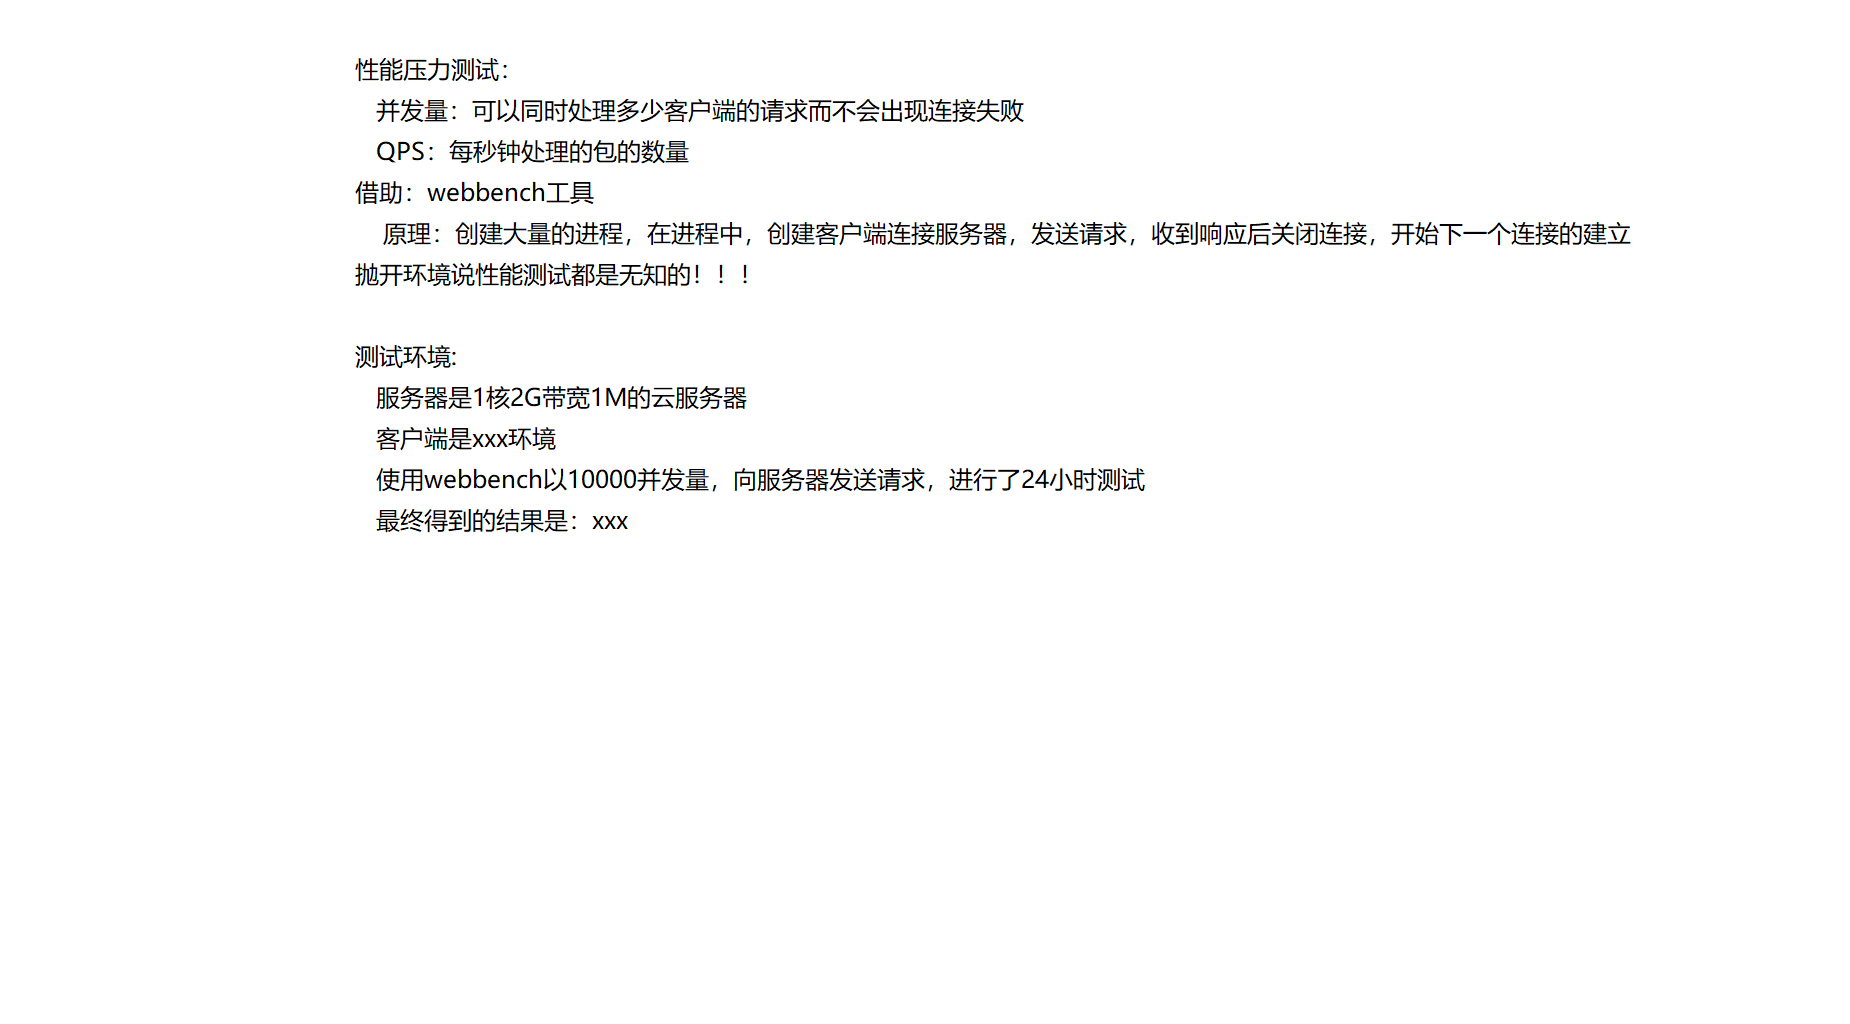 性能压力测试：
并发量：可以同时处理多少客户端的请求而不会出现连接失败
QPS：每秒钟处理的包的数量
借助：webbench工具
原理：创建大量的进程，在进程中，创建客户端连接服务器，发送请求，收到响应后关闭连接，开始下一个连接的建立
抛开环境说性能测试都是无知的！！！
测试环境:
服务器是1核2G带宽1M的云服务器
客户端是xxx环境
使用webbench以10000并发量，向服务器发送请求，进行了24小时测试
最终得到的结果是：xxx